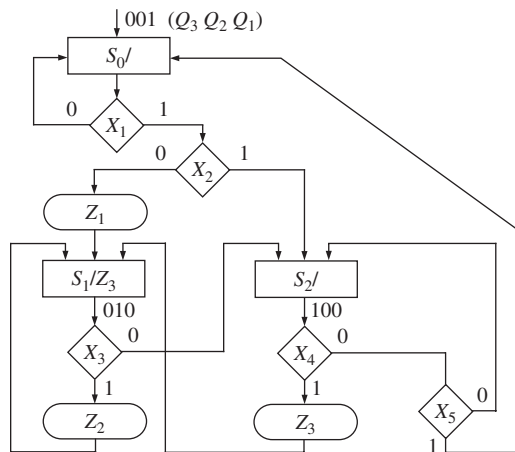 001 (Q₃ Q₂ Q₁)
S₀/
0 X₁ 1
0 X₂ 1
Z₁
S₁/Z₃ S₂/
010 100
X₃ 0 X₄ 0
1 1 X₅ 0
Z₂ Z₃ 1